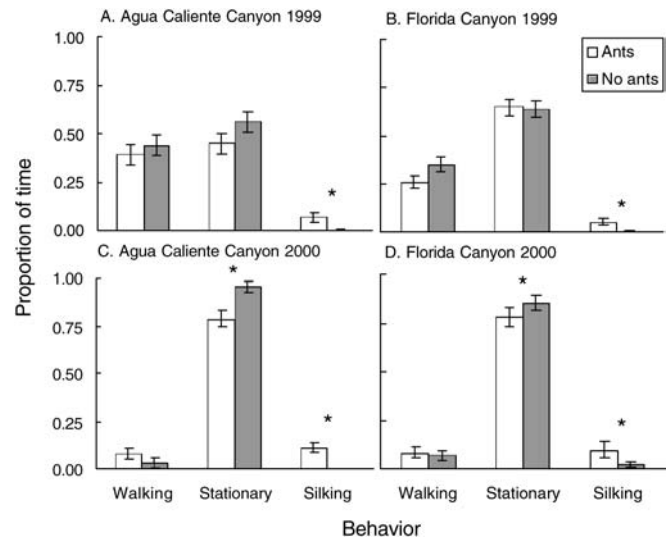 A. Agua Caliente Canyon 1999
B. Florida Canyon 1999
Ants
No ants
1.00
0.75
0.50
0.25
0.00
*
*
C. Agua Caliente Canyon 2000
D. Florida Canyon 2000
1.00
0.75
0.50
0.25
0.00
*
*
*
*
Walking Stationary Silking
Walking Stationary Silking
Proportion of time
Behavior